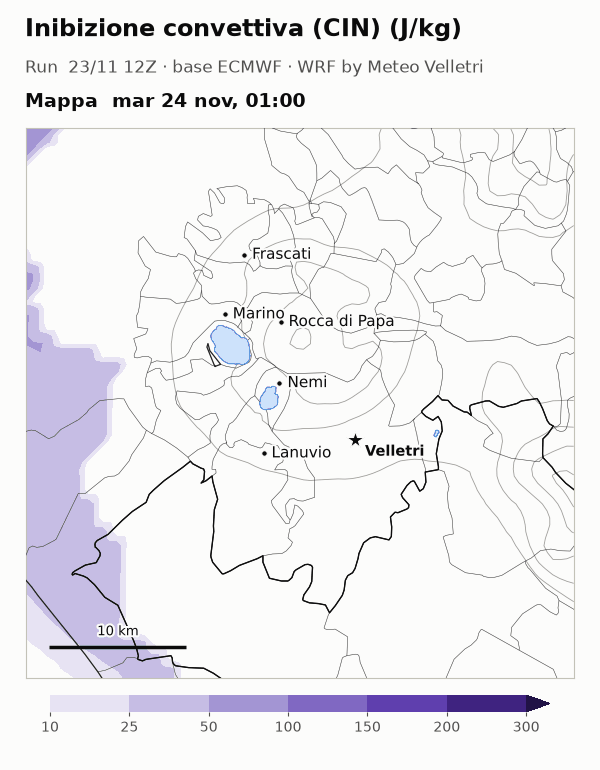 Inibizione convettiva (CIN) (J/kg)
Run  23/11 12Z · base ECMWF · WRF by Meteo Velletri
Mappa  mar 24 nov, 01:00
Frascati
Marino
Rocca di Papa
Nemi
Velletri
Lanuvio
10 km
10 25 50 100 150 200 300